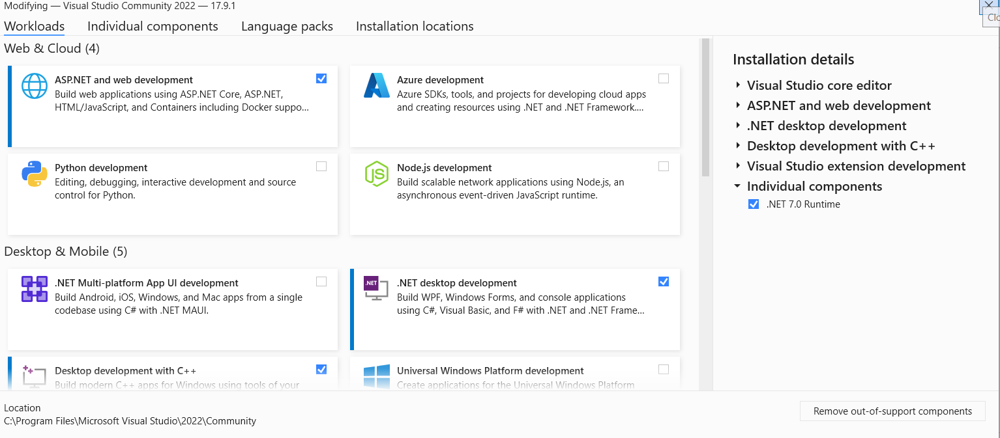 Modifying — Visual Studio Community 2022 — 17.9.1
Workloads
Individual components
Language packs
Installation locations
Web & Cloud (4)
ASP.NET and web development
Build web applications using ASP.NET Core, ASP.NET,
HTML/JavaScript, and Containers including Docker suppo...
Azure development
Azure SDKs, tools, and projects for developing cloud apps
and creating resources using .NET and .NET Framework....
Python development
Editing, debugging, interactive development and source
control for Python.
JS
Node.js development
Build scalable network applications using Node.js, an
asynchronous event-driven JavaScript runtime.
Desktop & Mobile (5)
.NET Multi-platform App UI development
Build Android, iOS, Windows, and Mac apps from a single
codebase using C# with .NET MAUI.
.NET
.NET desktop development
Build WPF, Windows Forms, and console applications
using C#, Visual Basic, and F# with .NET and .NET Frame...
Desktop development with C++
Build modern C++ apps for Windows using tools of your
Universal Windows Platform development
Create applications for the Universal Windows Platform
Clo
Installation details
Visual Studio core editor
ASP.NET and web development
.NET desktop development
Desktop development with C++
Visual Studio extension development
Individual components
.NET 7.0 Runtime
Location
C:\Program Files\Microsoft Visual Studio\2022\Community
Remove out-of-support components